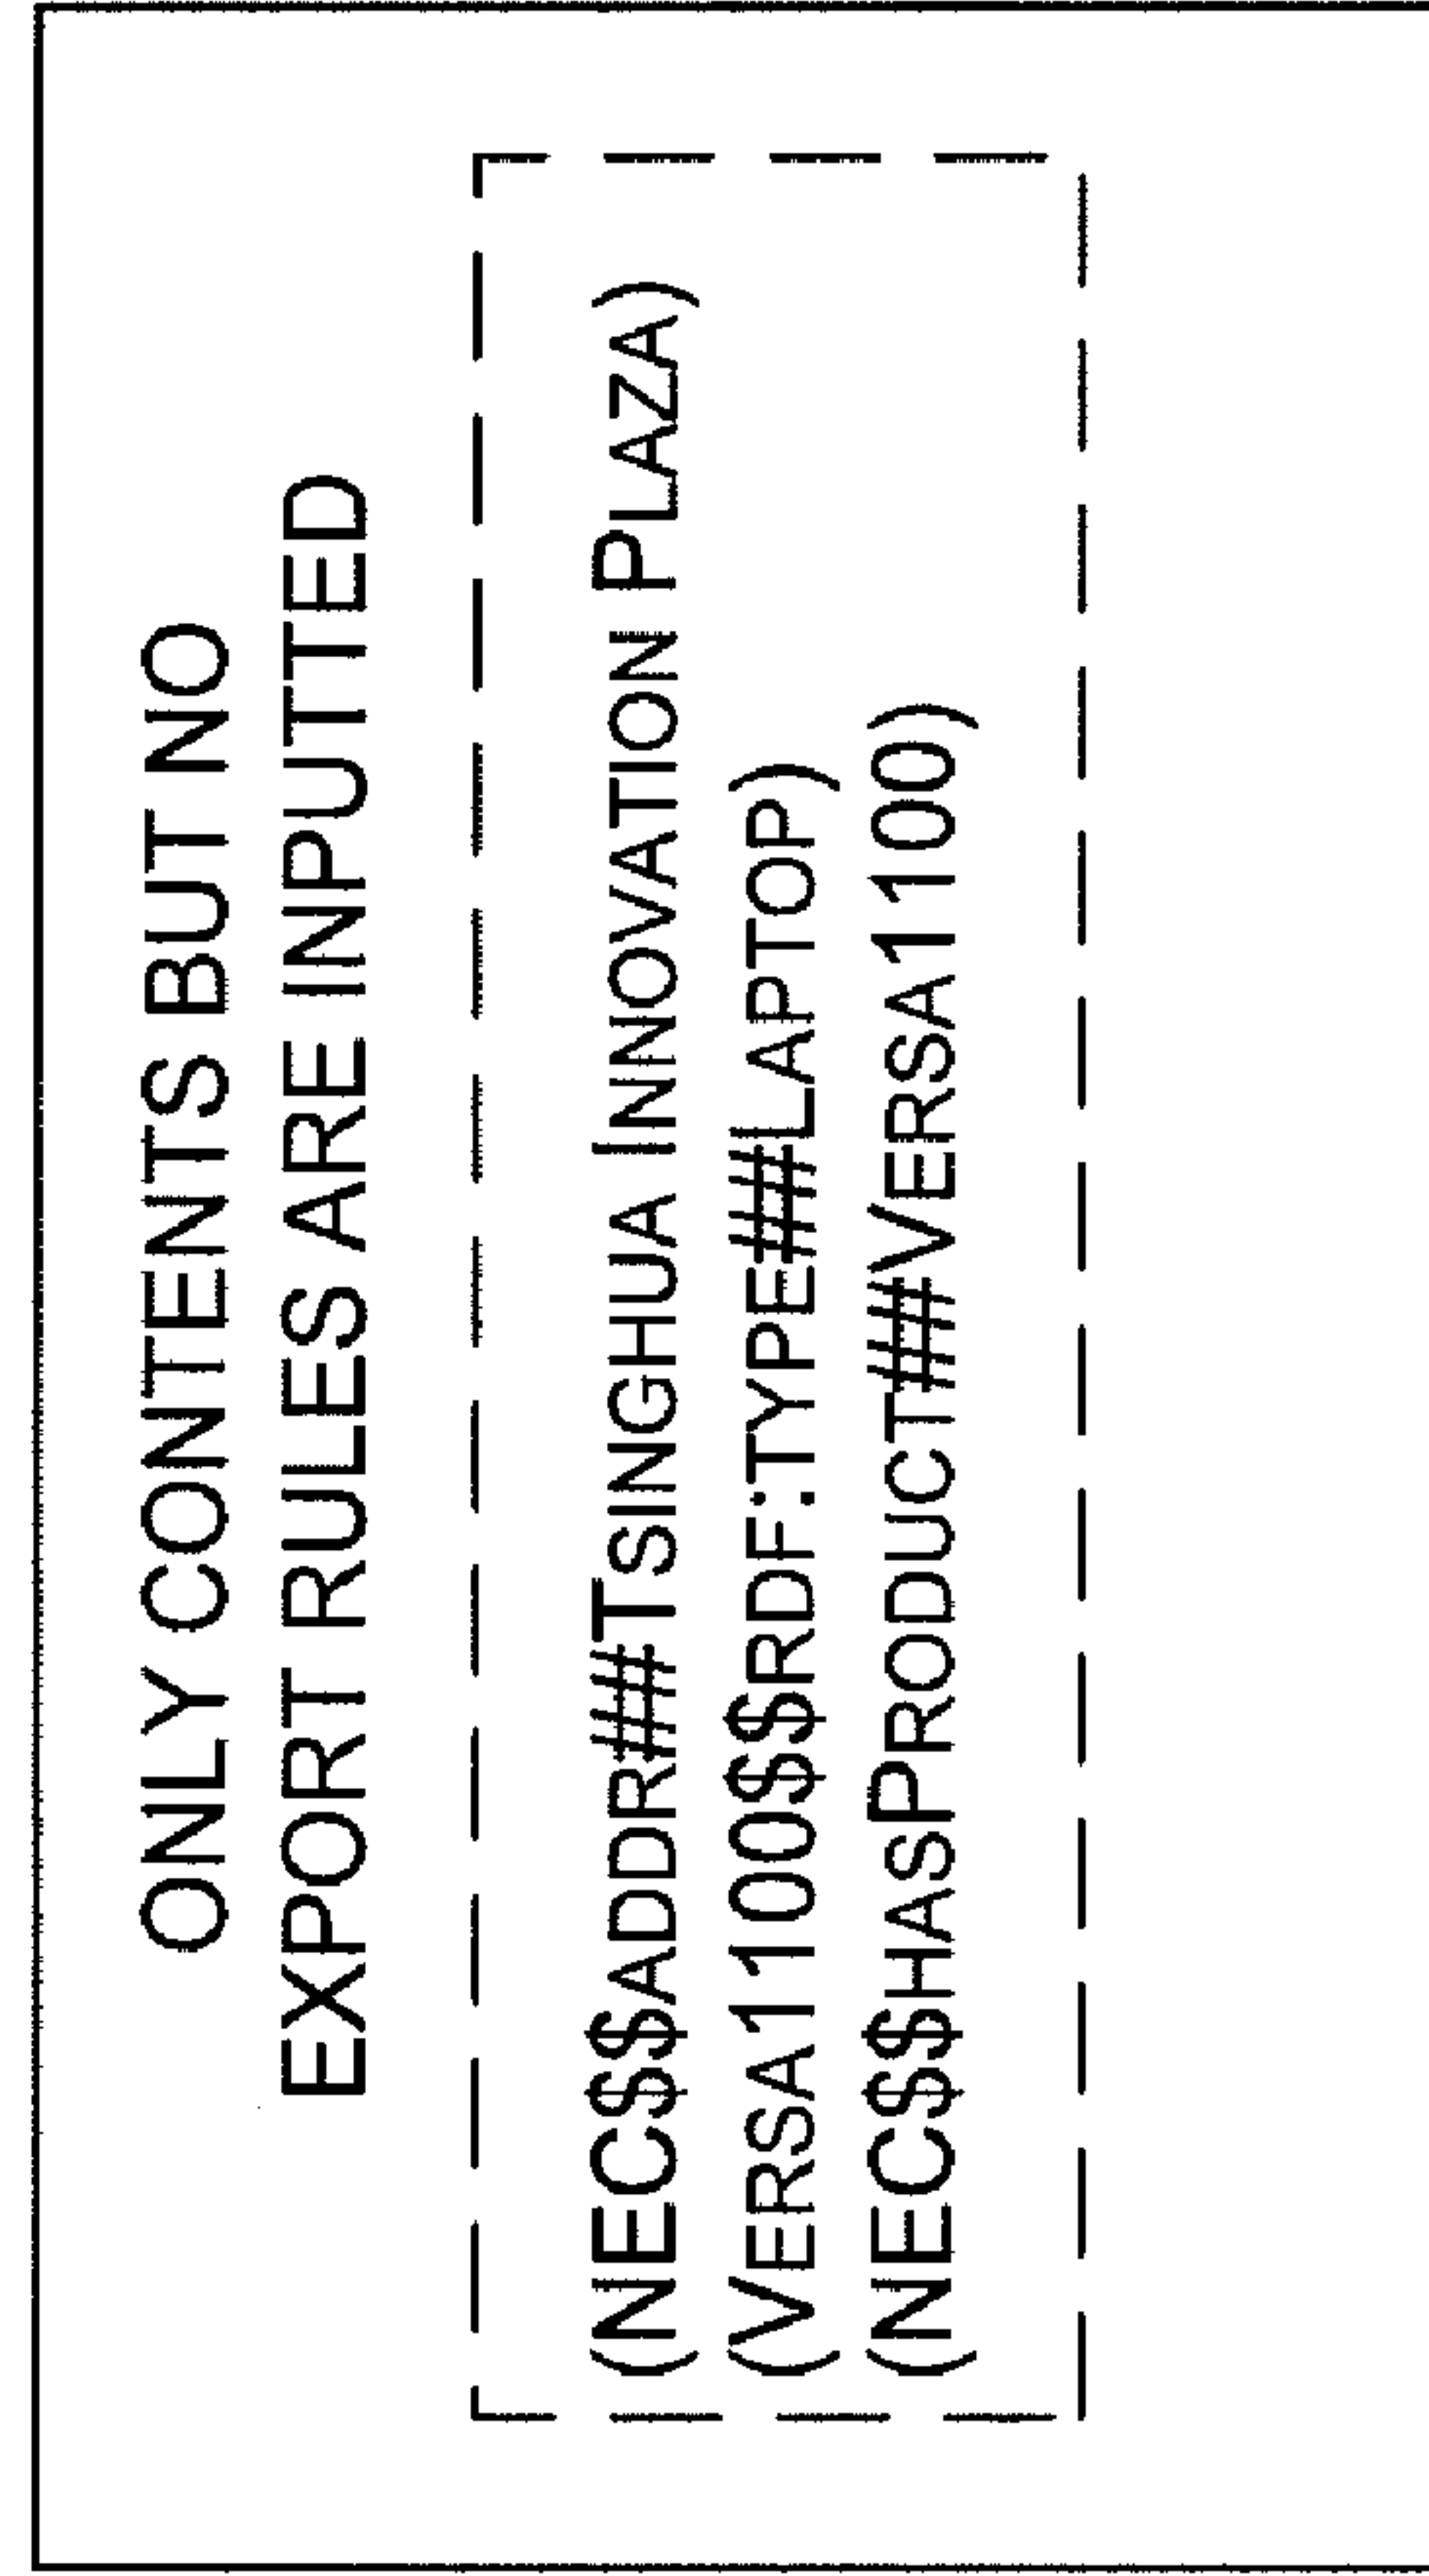 ONLY CONTENTS BUT NO
EXPORT RULES ARE INPUTTED
(NEC$$ADDR##TSINGHUA INNOVATION PLAZA)
(VERSA1100$$RDF:TYPE##LAPTOP)
(NEC$$HASPRODUCT##VERSA1100)